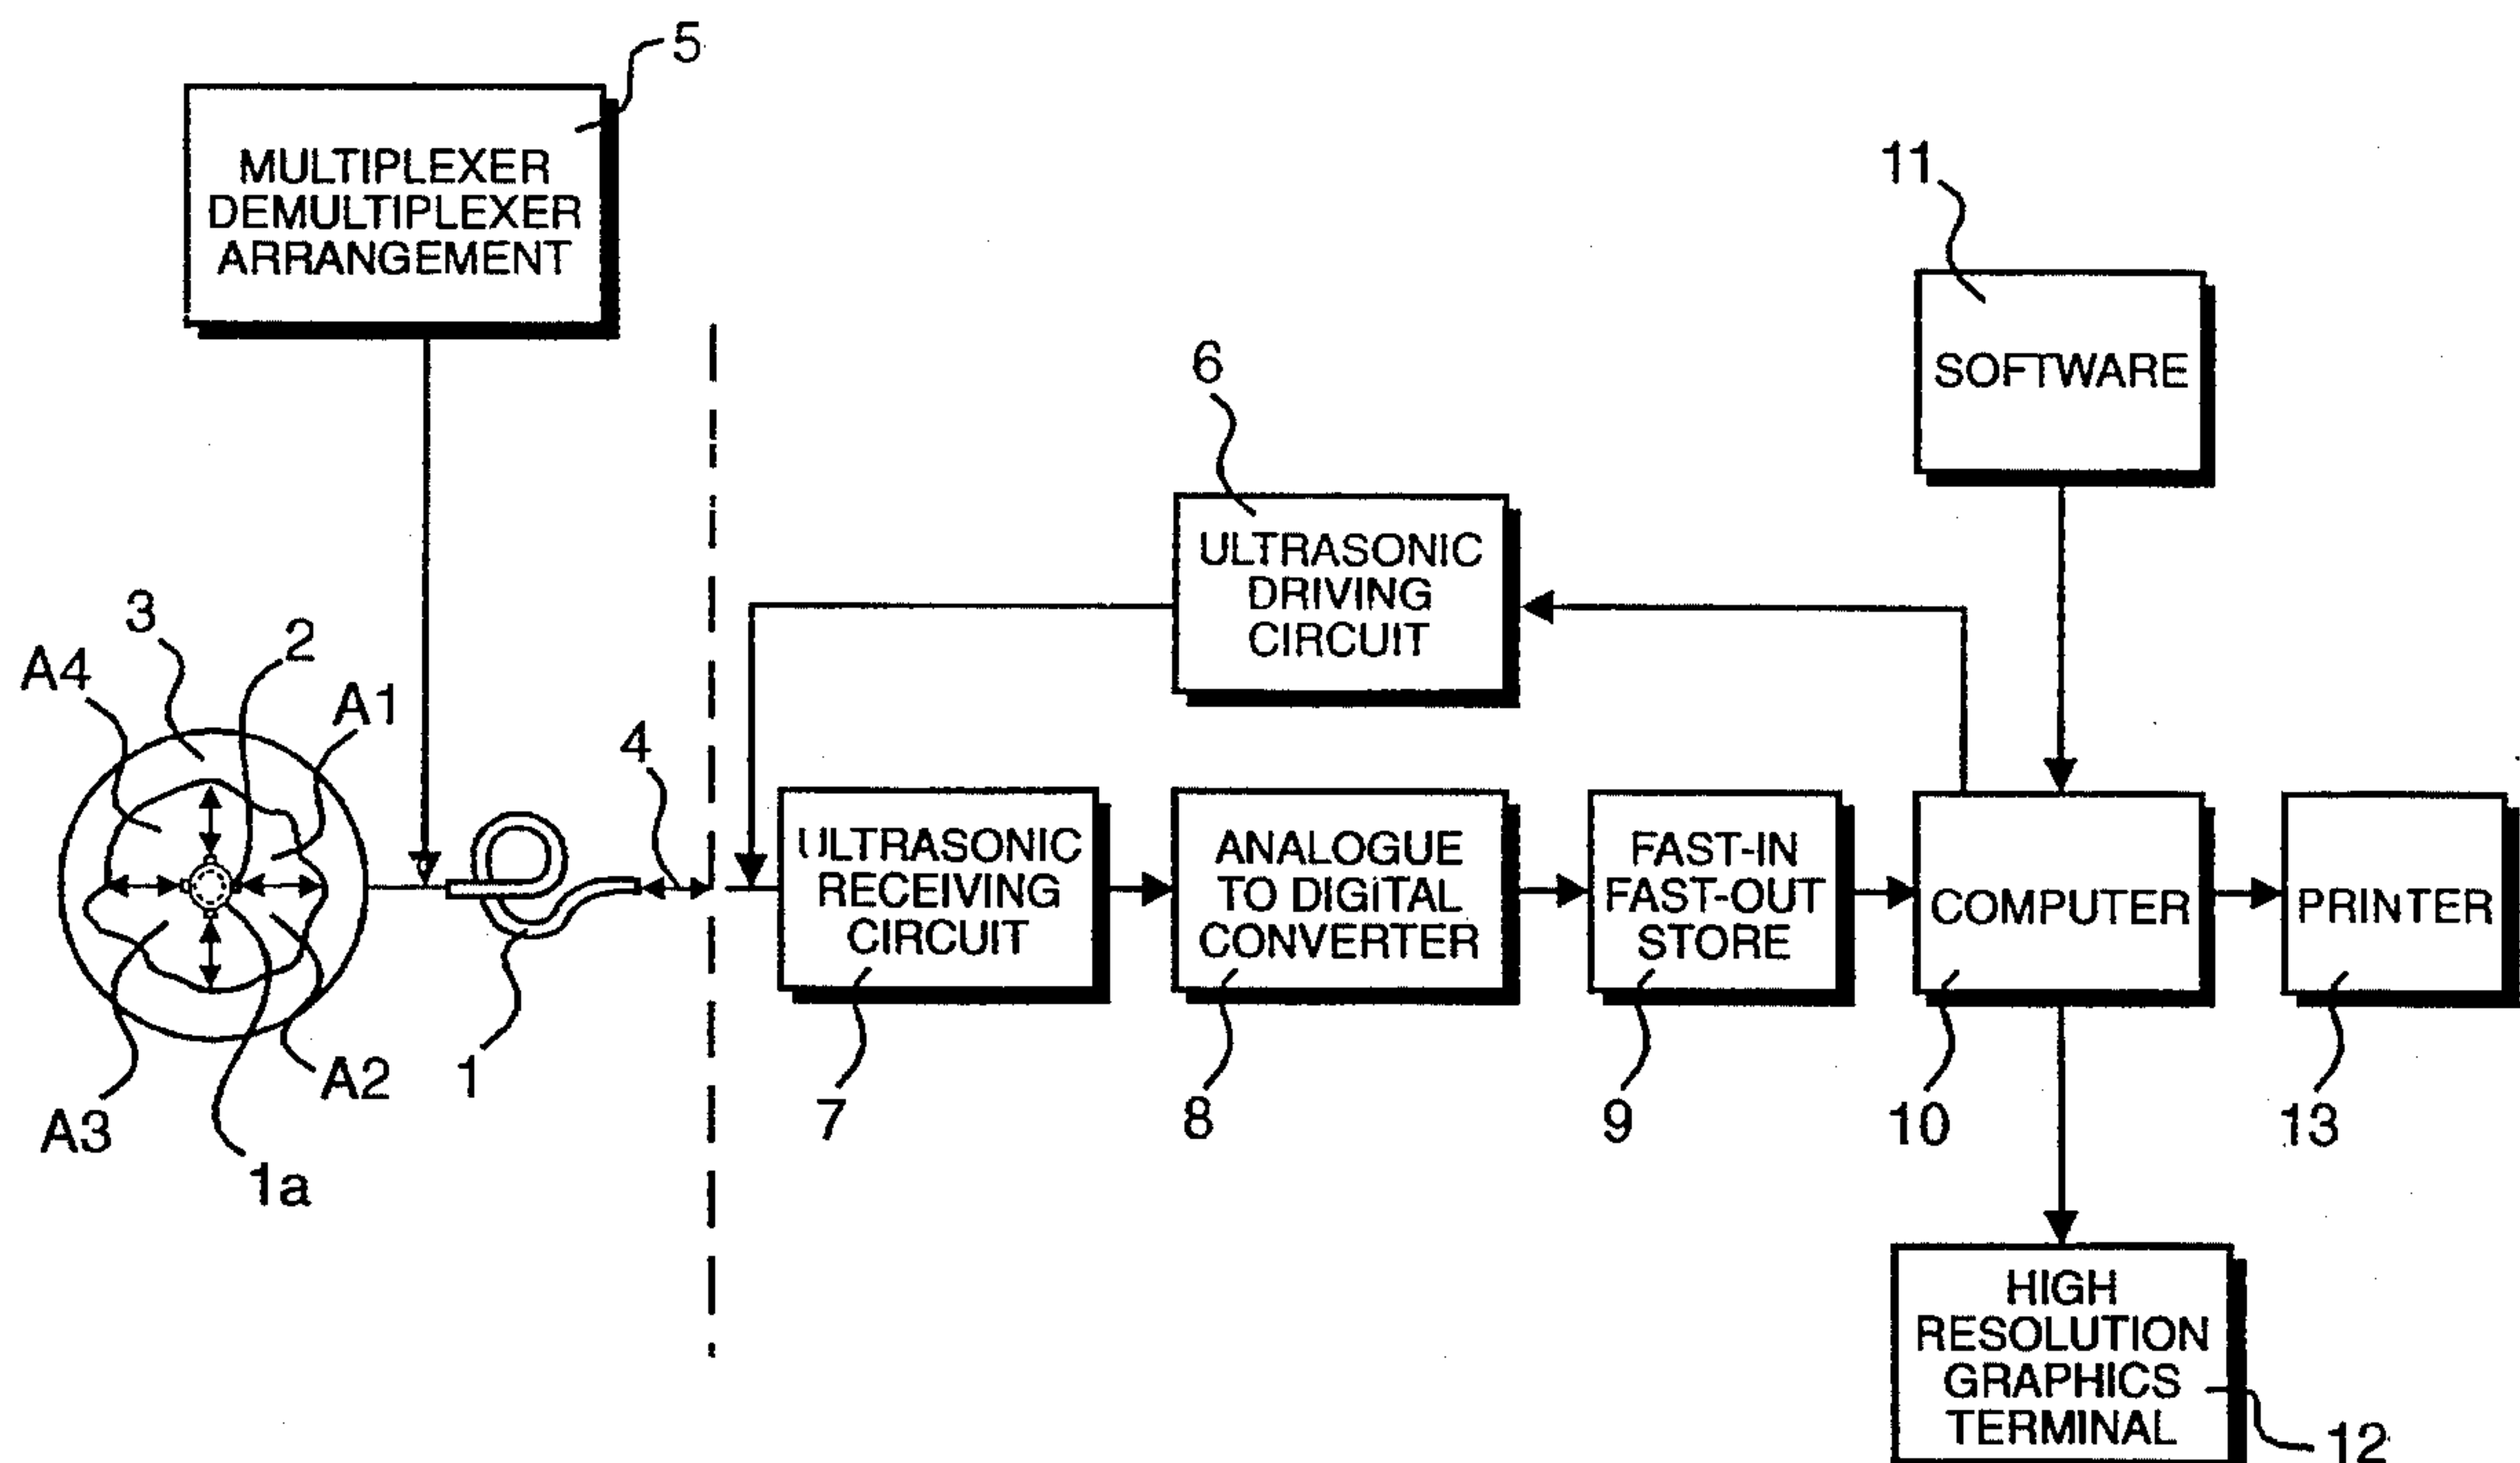 5
MULTIPLEXER
DEMULTIPLEXER
ARRANGEMENT
11
SOFTWARE
6
ULTRASONIC
DRIVING
CIRCUIT
3
2
A4
A1
4
ULTRASONIC
RECEIVING
CIRCUIT
ANALOGUE
TO DIGITAL
CONVERTER
FAST-IN
FAST-OUT
STORE
COMPUTER
PRINTER
1
A2
A3
1a
7
8
9
10
13
HIGH
RESOLUTION
GRAPHICS
TERMINAL
12